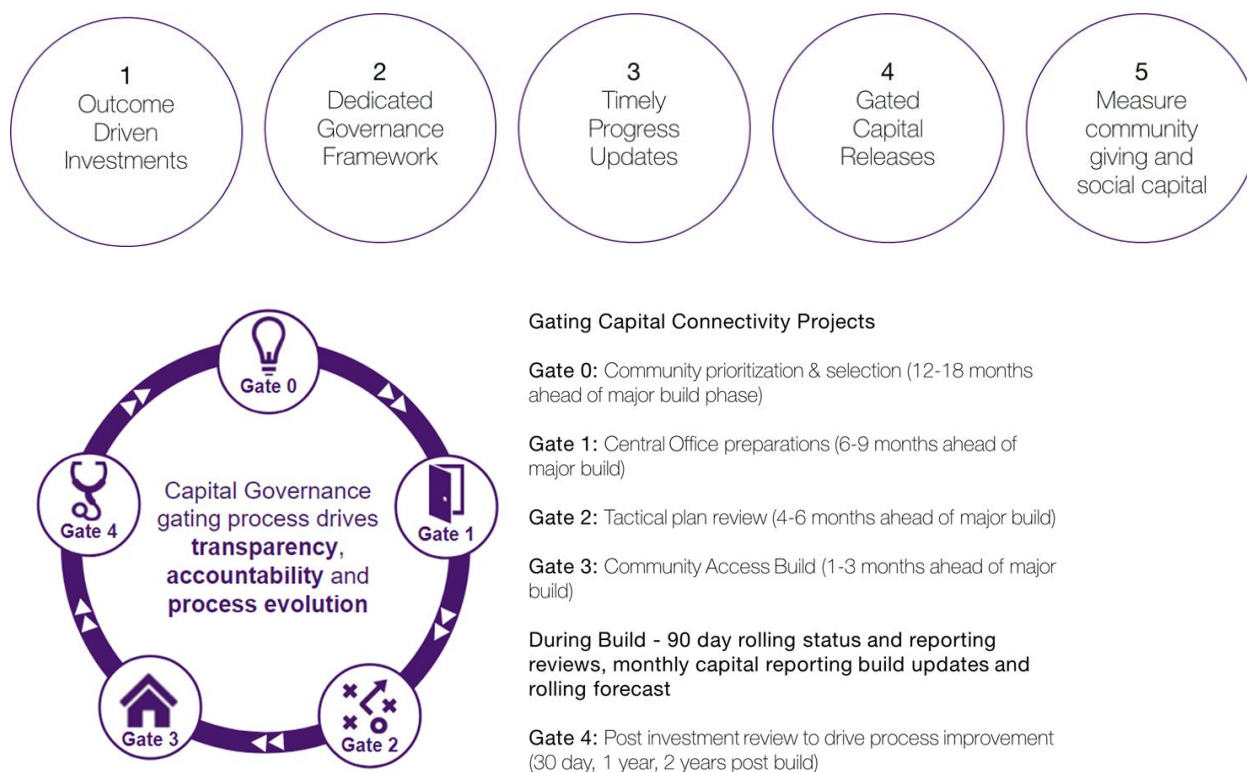 1
Outcome
Driven
Investments
2
Dedicated
Governance
Framework
3
Timely
Progress
Updates
4
Gated
Capital
Releases
5
Measure
community
giving and
social capital
Gate 0
Gate 1
Gate 2
Gate 3
Gate 4
Capital Governance
gating process drives
transparency,
accountability and
process evolution
Gating Capital Connectivity Projects
Gate 0: Community prioritization & selection (12-18 months
ahead of major build phase)
Gate 1: Central Office preparations (6-9 months ahead of
major build)
Gate 2: Tactical plan review (4-6 months ahead of major build)
Gate 3: Community Access Build (1-3 months ahead of major
build)
During Build - 90 day rolling status and reporting
reviews, monthly capital reporting build updates and
rolling forecast
Gate 4: Post investment review to drive process improvement
(30 day, 1 year, 2 years post build)